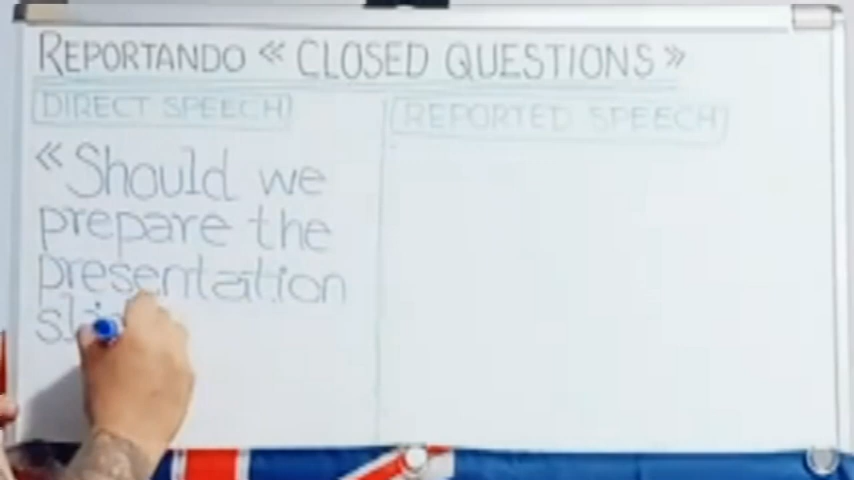 REPORTANDO « CLOSED QUESTIONS »
DIRECT SPEECH
REPORTED SPEECH
«Should we
prepare the
presentation